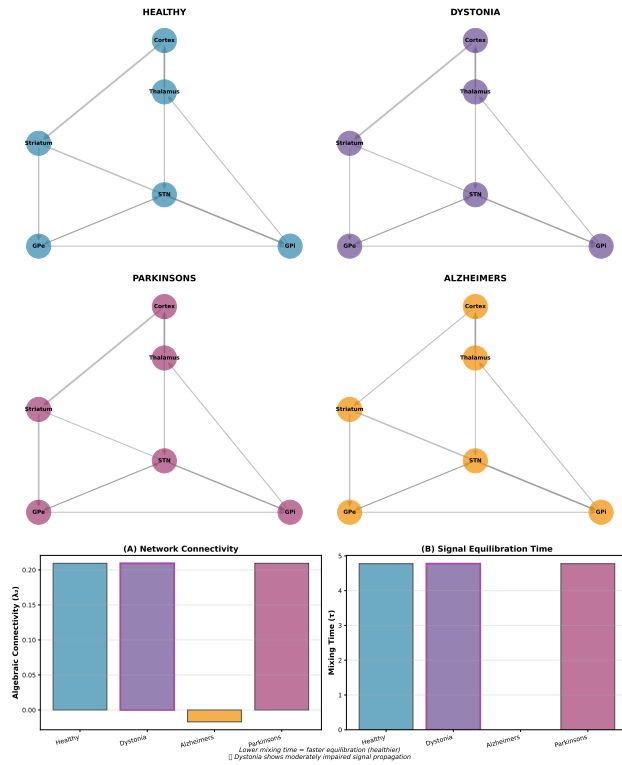 HEALTHY
DYSTONIA
Cortex
Cortex
Thalamus
Thalamus
Striatum
Striatum
STN
STN
GPe
GPi
GPe
GPi
PARKINSONS
ALZHEIMERS
Cortex
Cortex
Thalamus
Thalamus
Striatum
Striatum
STN
STN
GPe
GPi
GPe
GPi
(A) Network Connectivity
(B) Signal Equilibration Time
Algebraic Connectivity (λ₂)
0.20
0.15
0.10
0.05
0.00
Healthy
Dystonia
Alzheimers
Parkinsons
Mixing Time (τ)
5
4
3
2
1
0
Healthy
Dystonia
Alzheimers
Parkinsons
Lower mixing time = faster equilibration (healthier)
Dystonia shows moderately impaired signal propagation